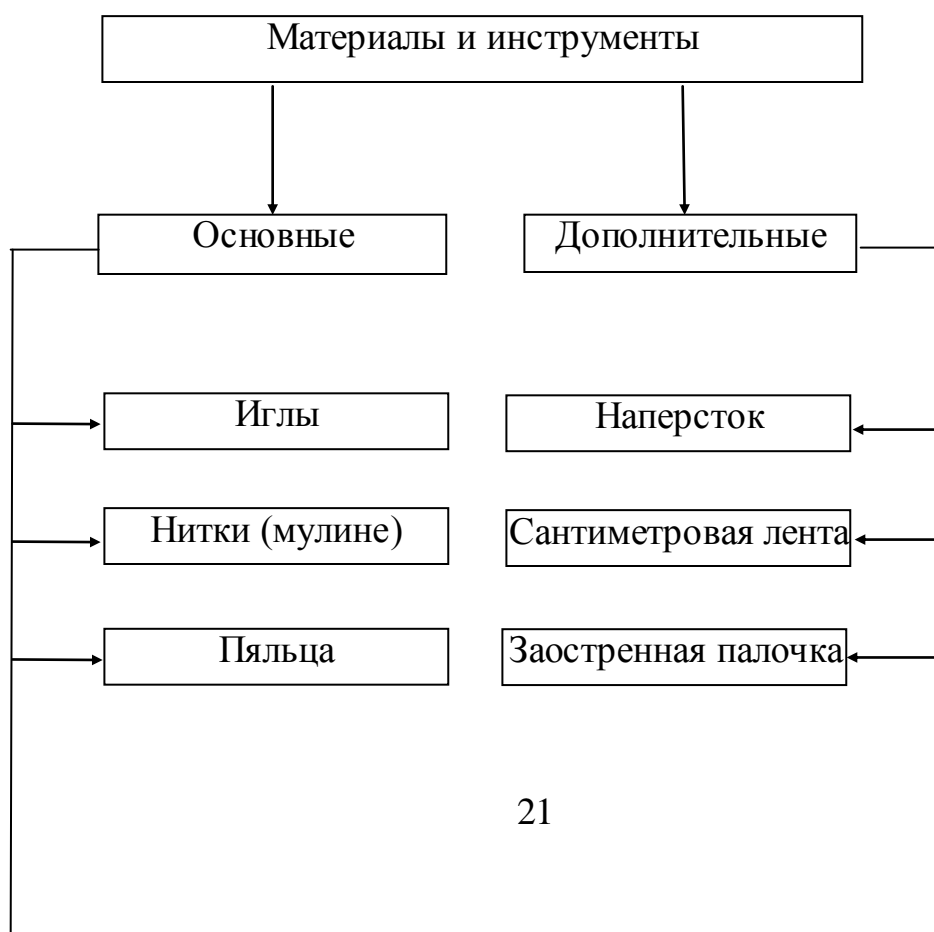 Материалы и инструменты
Основные
Дополнительные
Иглы
Наперсток
Нитки (мулине)
Сантиметровая лента
Пяльца
Заостренная палочка
21